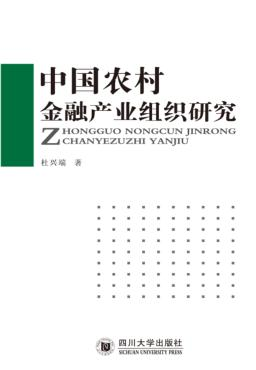 中国农村
金融产业组织研究
ZHONGGUO NONGCUN JINRONG
CHANYEZUZHI YANJIU
杜兴瑞 著
四川大学出版社
SICHUAN UNIVERSITY PRESS